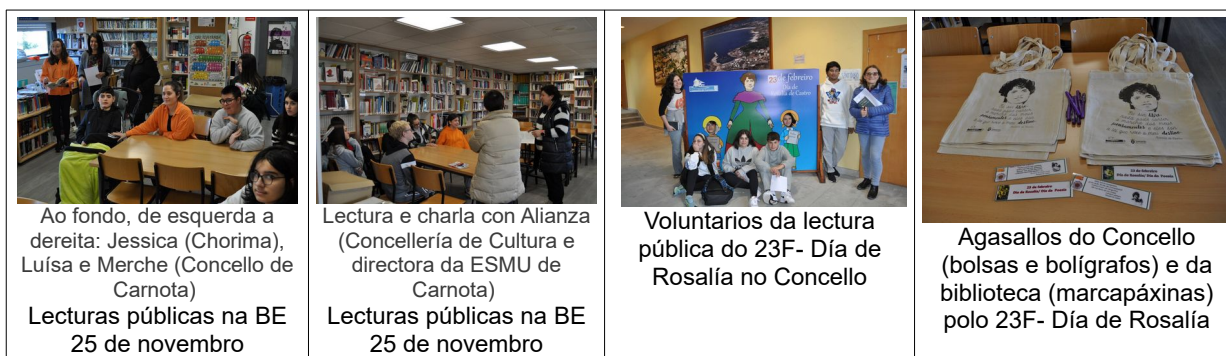 Ao fondo, de esquerda a
dereita: Jessica (Chorima),
Luísa e Merche (Concello de
Carnota)
Lecturas públicas na BE
25 de novembro
Lectura e charla con Alianza
(Concellería de Cultura e
directora da ESMU de
Carnota)
Lecturas públicas na BE
25 de novembro
23 de febreiro
Voluntarios da lectura
pública do 23F- Día de
Rosalía no Concello
Agasallos do Concello
(bolsas e bolígrafos) e da
biblioteca (marcapáxinas)
polo 23F- Día de Rosalía